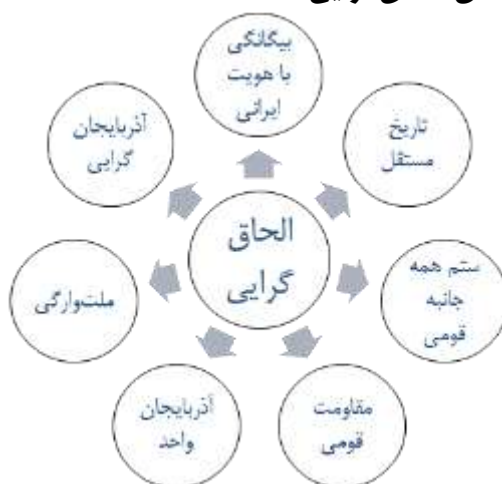 الحاق
گرایی
بیگانگی
با هویت
ایرانی
تاریخ
مستقل
ستم همه
جانبه
قومی
مقاومت
قومی
آذربایجان
واحد
ملت‌وارگی
آذربایجان
گرایی